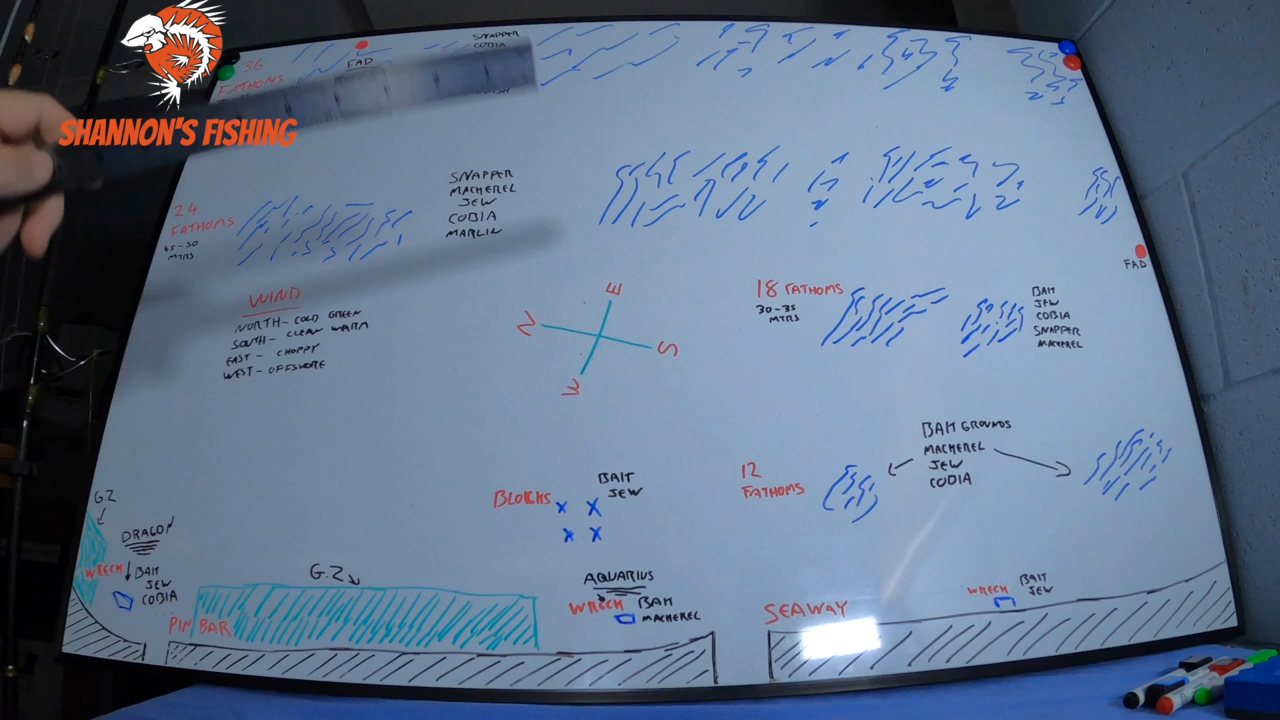 SHANNON'S FISHING
36
FATHOMS
FAD
SNAPPER
COBIA
24
FATHOMS
45-50
MTRS
SNAPPER
MACKEREL
JEW
COBIA
MARLIN
FAD
WIND
NORTH - COLD GREEN
SOUTH - CLEAN WARM
EAST - CHOPPY
WEST - OFFSHORE
N
E
S
W
18 FATHOMS
30-35
MTRS
BAIT
JEW
COBIA
SNAPPER
MACKEREL
12
FATHOMS
BAIT GROUNDS
MACKEREL
JEW
COBIA
BLOCKS
BAIT
JEW
X X
X X
G.Z
DRAGON
WRECK
BAIT
JEW
COBIA
PIN BAR
G.Z
AQUARIUS
WRECK
BAIT
MACKEREL
SEAWAY
WRECK
BAIT
JEW